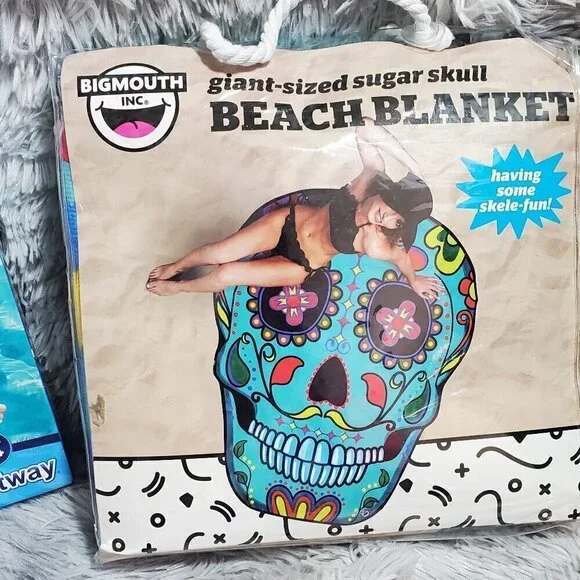 BIGMOUTH
INC®
giant-sized sugar skull
BEACH BLANKET
having
some
skele-fun!